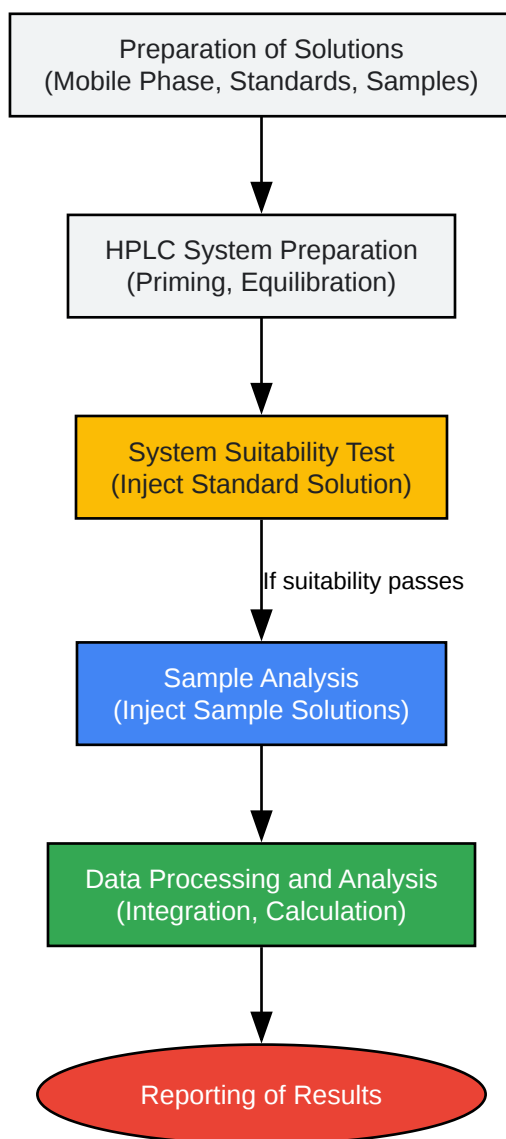 Preparation of Solutions
(Mobile Phase, Standards, Samples)
HPLC System Preparation
(Priming, Equilibration)
System Suitability Test
(Inject Standard Solution)
If suitability passes
Sample Analysis
(Inject Sample Solutions)
Data Processing and Analysis
(Integration, Calculation)
Reporting of Results